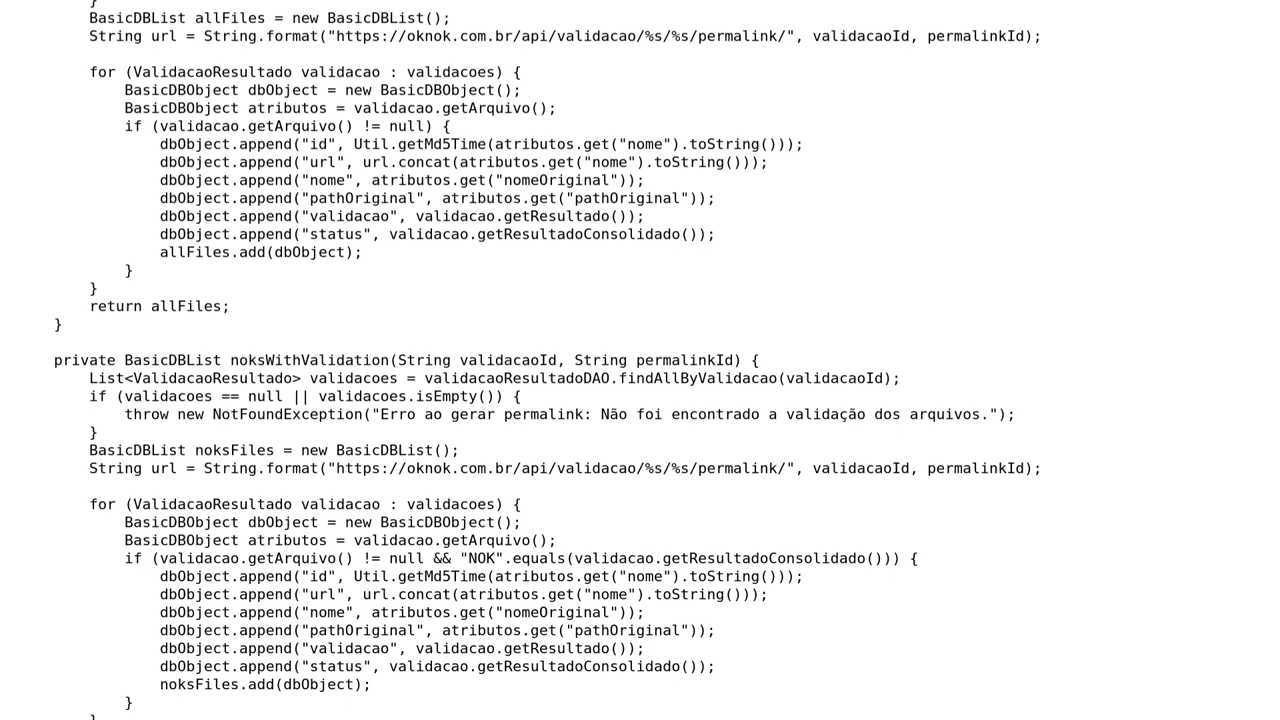 }
BasicDBList allFiles = new BasicDBList();
String url = String.format("https://oknok.com.br/api/validacao/%s/%s/permalink/", validacaoId, permalinkId);
for (ValidacaoResultado validacao : validacoes) {
BasicDBObject dbObject = new BasicDBObject();
BasicDBObject atributos = validacao.getArquivo();
if (validacao.getArquivo() != null) {
dbObject.append("id", Util.getMd5Time(atributos.get("nome").toString()));
dbObject.append("url", url.concat(atributos.get("nome").toString()));
dbObject.append("nome", atributos.get("nomeOriginal"));
dbObject.append("pathOriginal", atributos.get("pathOriginal"));
dbObject.append("validacao", validacao.getResultado());
dbObject.append("status", validacao.getResultadoConsolidado());
allFiles.add(dbObject);
}
}
return allFiles;
}
private BasicDBList noksWithValidation(String validacaoId, String permalinkId) {
List<ValidacaoResultado> validacoes = validacaoResultadoDAO.findAllByValidacao(validacaoId);
if (validacoes == null || validacoes.isEmpty()) {
throw new NotFoundException("Erro ao gerar permalink: Não foi encontrado a validação dos arquivos.");
}
BasicDBList noksFiles = new BasicDBList();
String url = String.format("https://oknok.com.br/api/validacao/%s/%s/permalink/", validacaoId, permalinkId);
for (ValidacaoResultado validacao : validacoes) {
BasicDBObject dbObject = new BasicDBObject();
BasicDBObject atributos = validacao.getArquivo();
if (validacao.getArquivo() != null && "NOK".equals(validacao.getResultadoConsolidado())) {
dbObject.append("id", Util.getMd5Time(atributos.get("nome").toString()));
dbObject.append("url", url.concat(atributos.get("nome").toString()));
dbObject.append("nome", atributos.get("nomeOriginal"));
dbObject.append("pathOriginal", atributos.get("pathOriginal"));
dbObject.append("validacao", validacao.getResultado());
dbObject.append("status", validacao.getResultadoConsolidado());
noksFiles.add(dbObject);
}
}